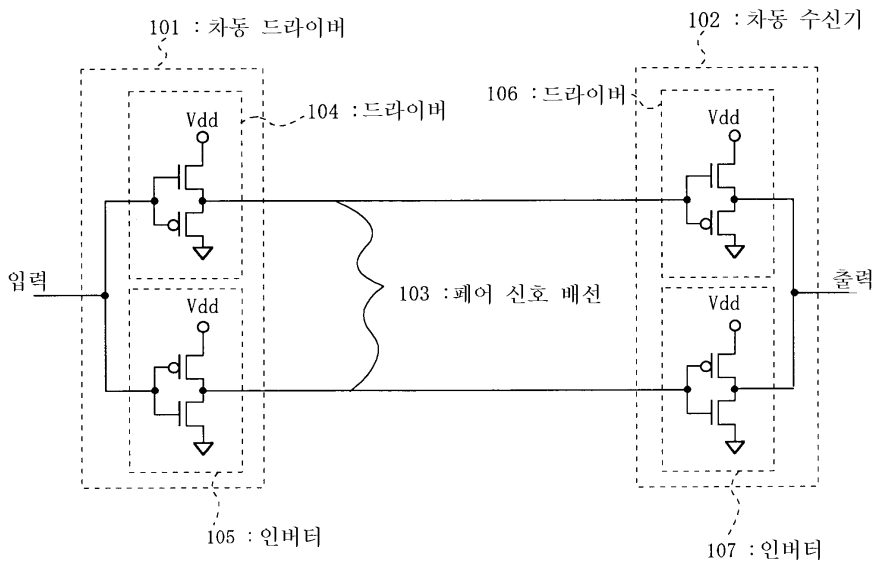 101 : 차동 드라이버
102 : 차동 수신기
104 : 드라이버
106 : 드라이버
Vdd
Vdd
입력
출력
103 : 페어 신호 배선
Vdd
Vdd
105 : 인버터
107 : 인버터